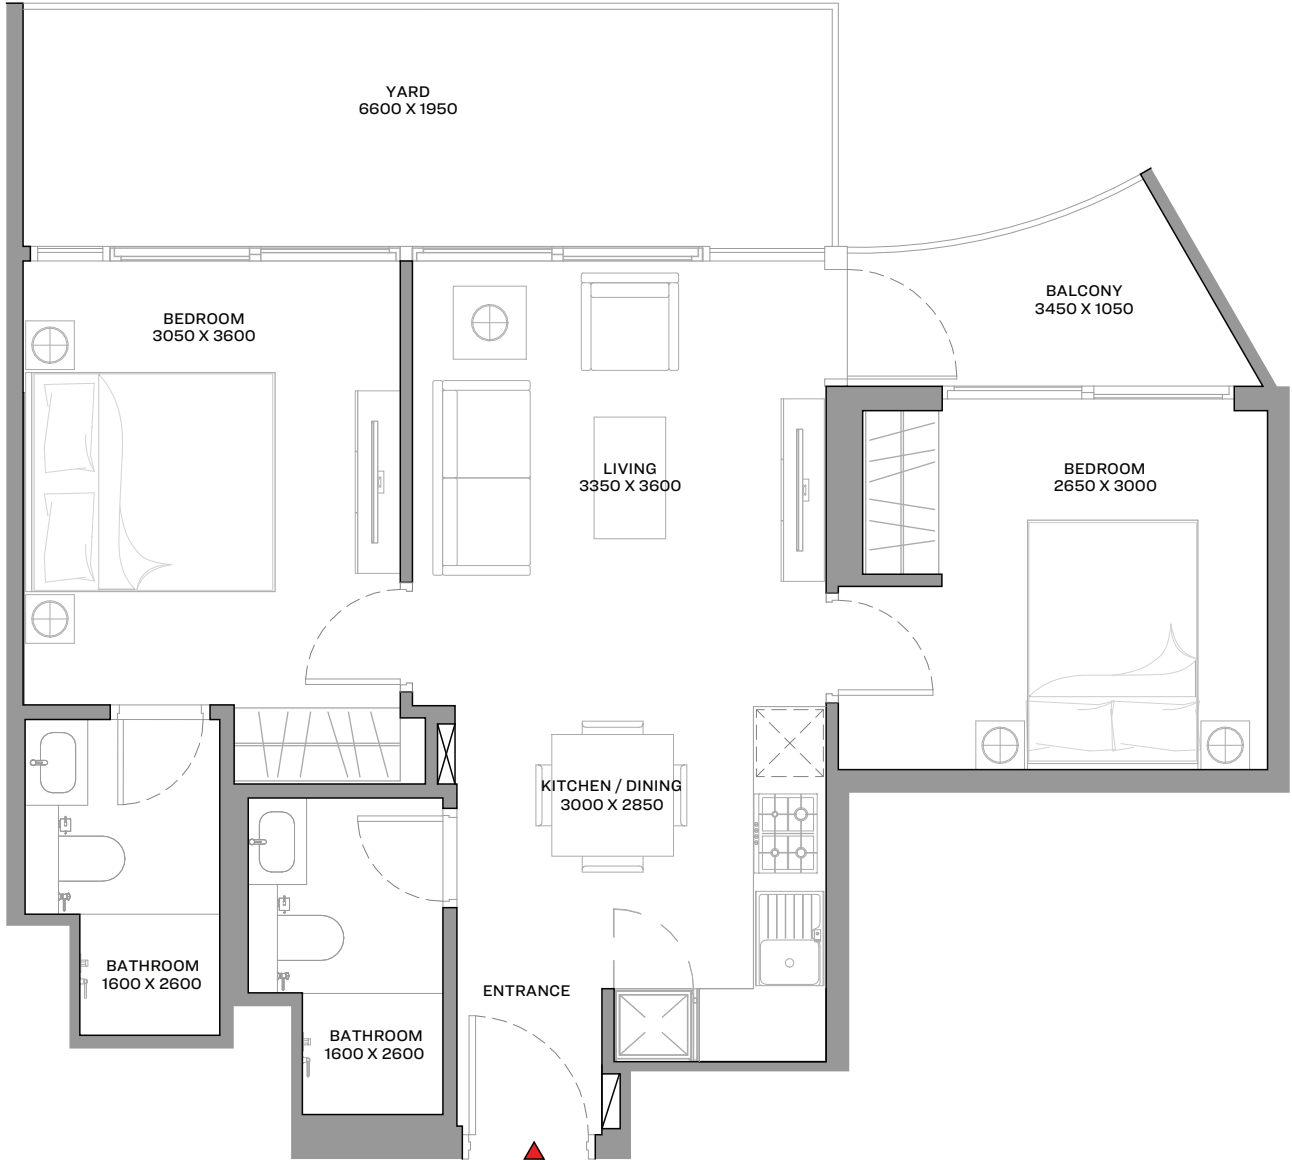 YARD
6600 X 1950
BALCONY
3450 X 1050
BEDROOM
3050 X 3600
LIVING
3350 X 3600
BEDROOM
2650 X 3000
KITCHEN / DINING
3000 X 2850
BATHROOM
1600 X 2600
ENTRANCE
BATHROOM
1600 X 2600